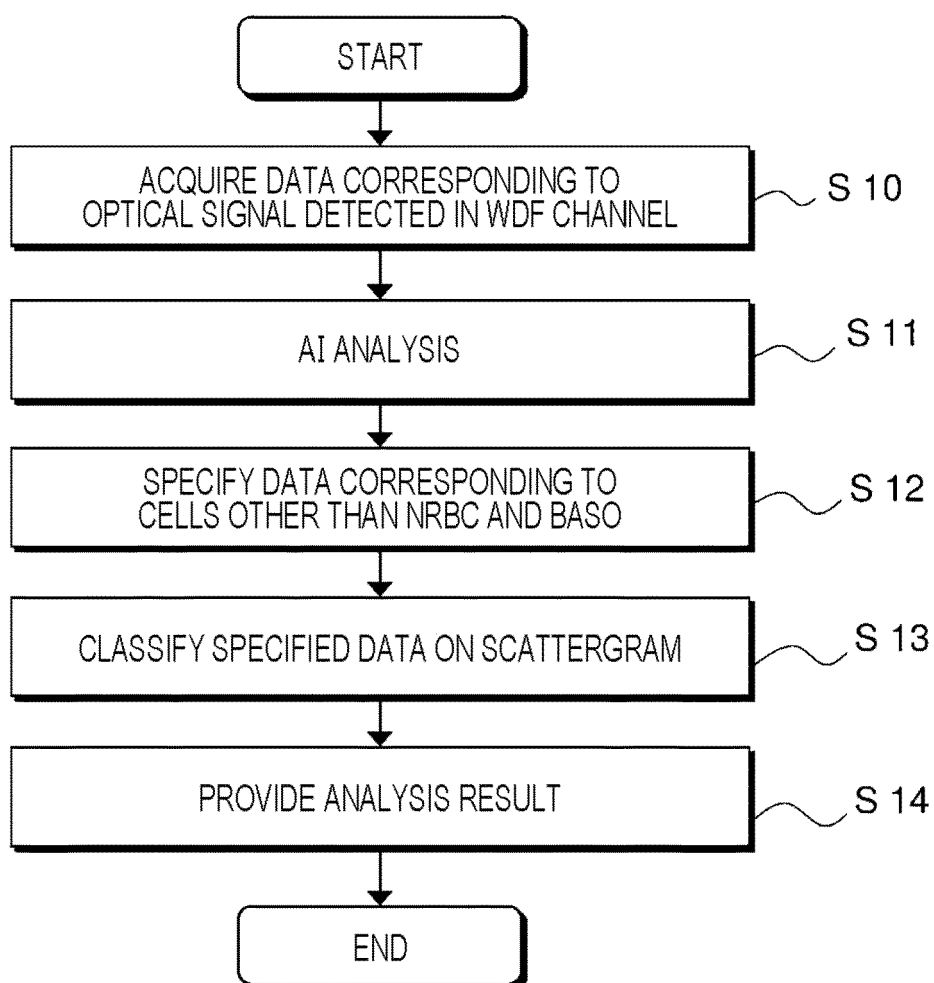 START
ACQUIRE DATA CORRESPONDING TO
OPTICAL SIGNAL DETECTED IN WDF CHANNEL
S 10
AI ANALYSIS
S 11
SPECIFY DATA CORRESPONDING TO
CELLS OTHER THAN NRBC AND BASO
S 12
CLASSIFY SPECIFIED DATA ON SCATTERGRAM
S 13
PROVIDE ANALYSIS RESULT
S 14
END